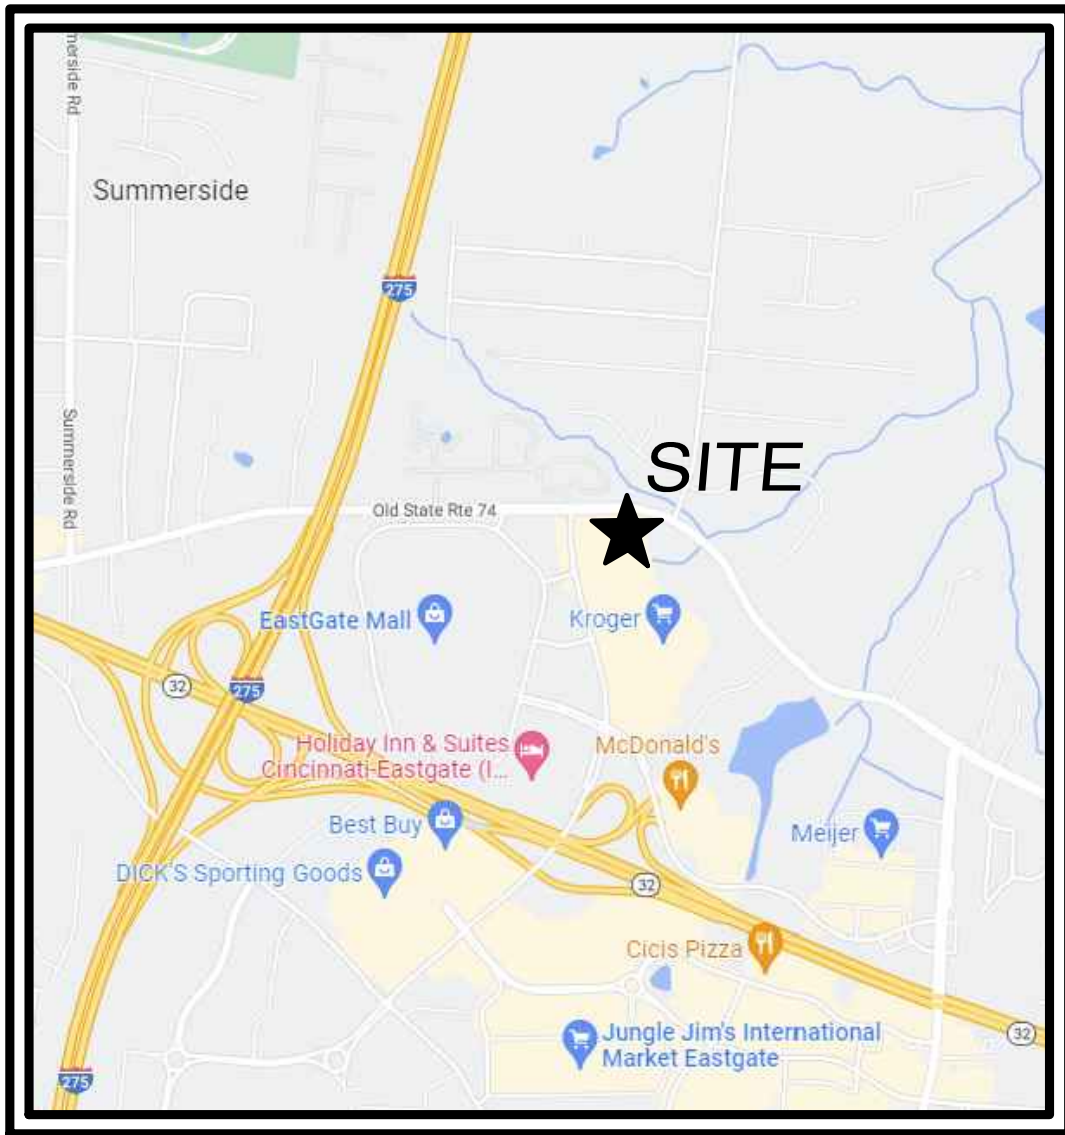 merside Rd
Summerside
275
Summerside Rd
SITE
Old State Rte 74
EastGate Mall
Kroger
32
275
Holiday Inn & Suites
Cincinnati-Eastgate (I...
McDonald's
Best Buy
Meijer
DICK'S Sporting Goods
32
Cicis Pizza
32
Jungle Jim's International
Market Eastgate
275